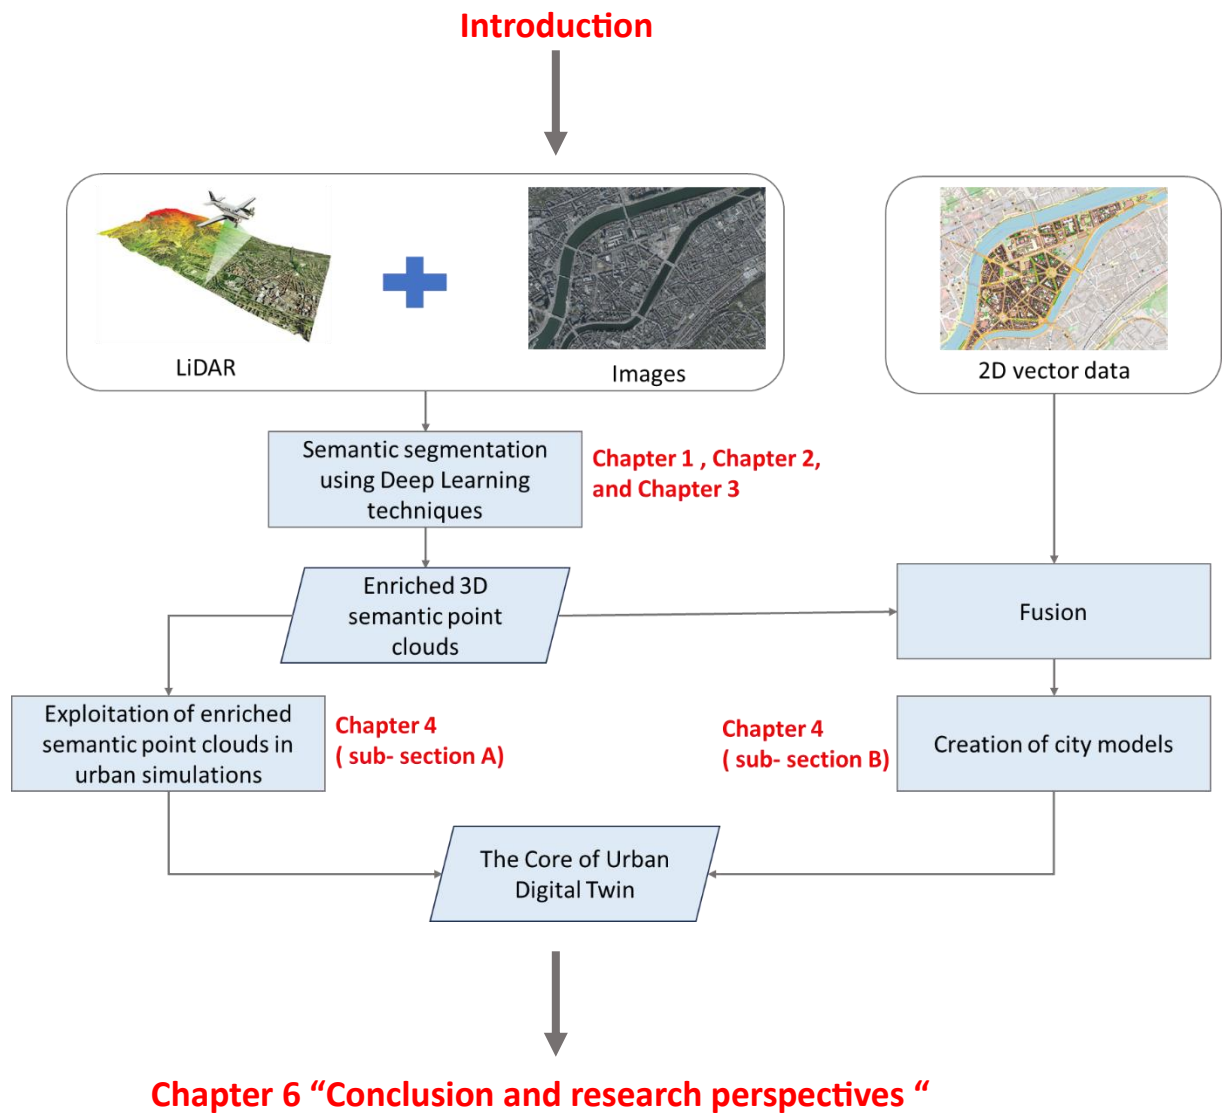 Introduction
LiDAR
Images
2D vector data
Semantic segmentation
using Deep Learning
techniques
Chapter 1 , Chapter 2,
and Chapter 3
Enriched 3D
semantic point
clouds
Fusion
Exploitation of enriched
semantic point clouds in
urban simulations
Chapter 4
( sub- section A)
Chapter 4
( sub- section B)
Creation of city models
The Core of Urban
Digital Twin
Chapter 6 “Conclusion and research perspectives “